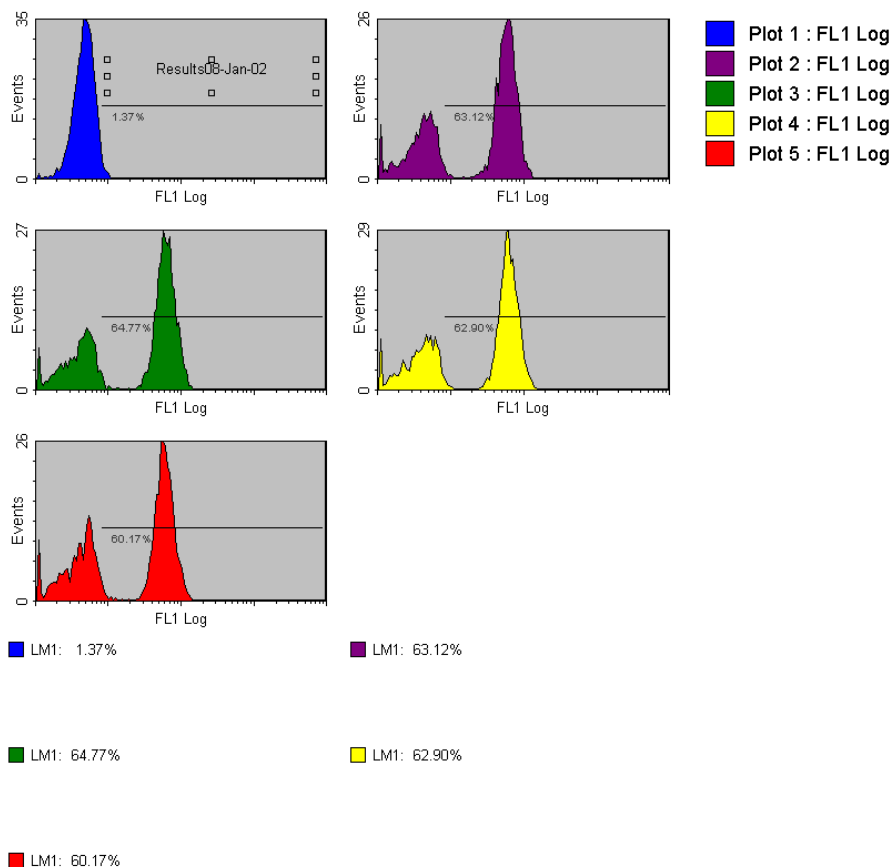 35
Events
0
Results08-Jan-02
1.37%
FL1 Log
26
Events
0
63.12%
FL1 Log
Plot 1 : FL1 Log
Plot 2 : FL1 Log
Plot 3 : FL1 Log
Plot 4 : FL1 Log
Plot 5 : FL1 Log
27
Events
0
64.77%
FL1 Log
29
Events
0
62.90%
FL1 Log
26
Events
0
60.17%
FL1 Log
LM1: 1.37%
LM1: 63.12%
LM1: 64.77%
LM1: 62.90%
LM1: 60.17%